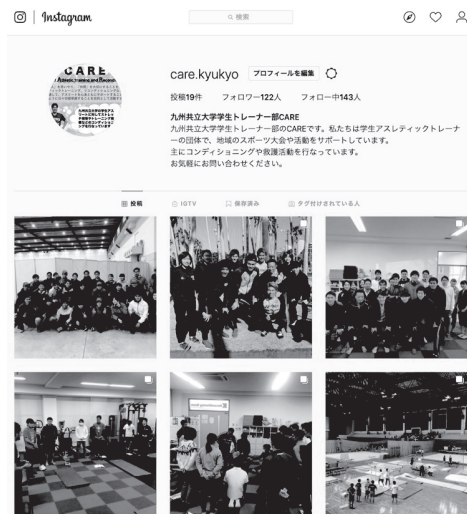 Instagram
検索
CARE
care.kyukyo プロフィールを編集
投稿19件 フォロワー122人 フォロー中143人
九州共立大学学生トレーナー部CARE
九州共立大学学生トレーナー部のCAREです。私たちは学生アスレティックトレーナ
ーの団体で、地域のスポーツ大会や活動をサポートしています。
主にコンディショニングや救護活動を行なっています。
お気軽にお問い合わせください。
投稿 IGTV 保存済み タグ付けされている人